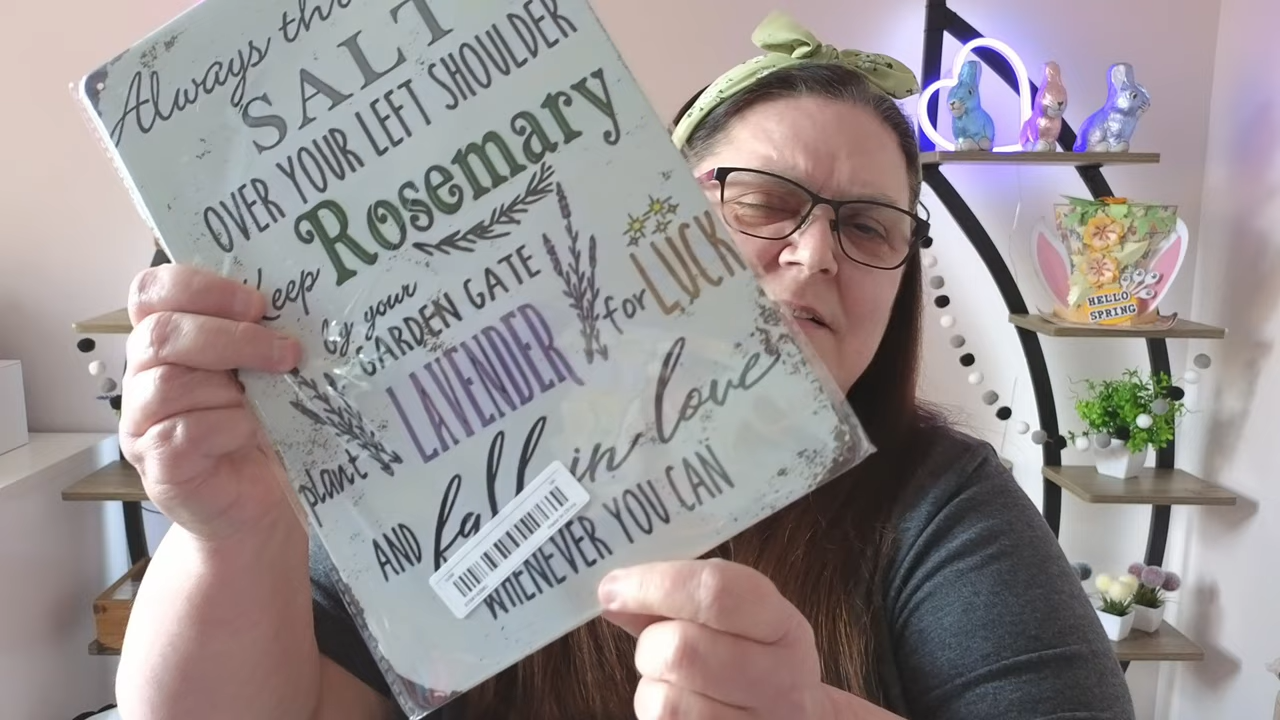 Always thr
SALT
OVER YOUR LEFT SHOULDER
Keep Rosemary
by your
GARDEN GATE
plant LAVENDER for LUCK
AND fall in love
WHENEVER YOU CAN
HELLO
SPRING